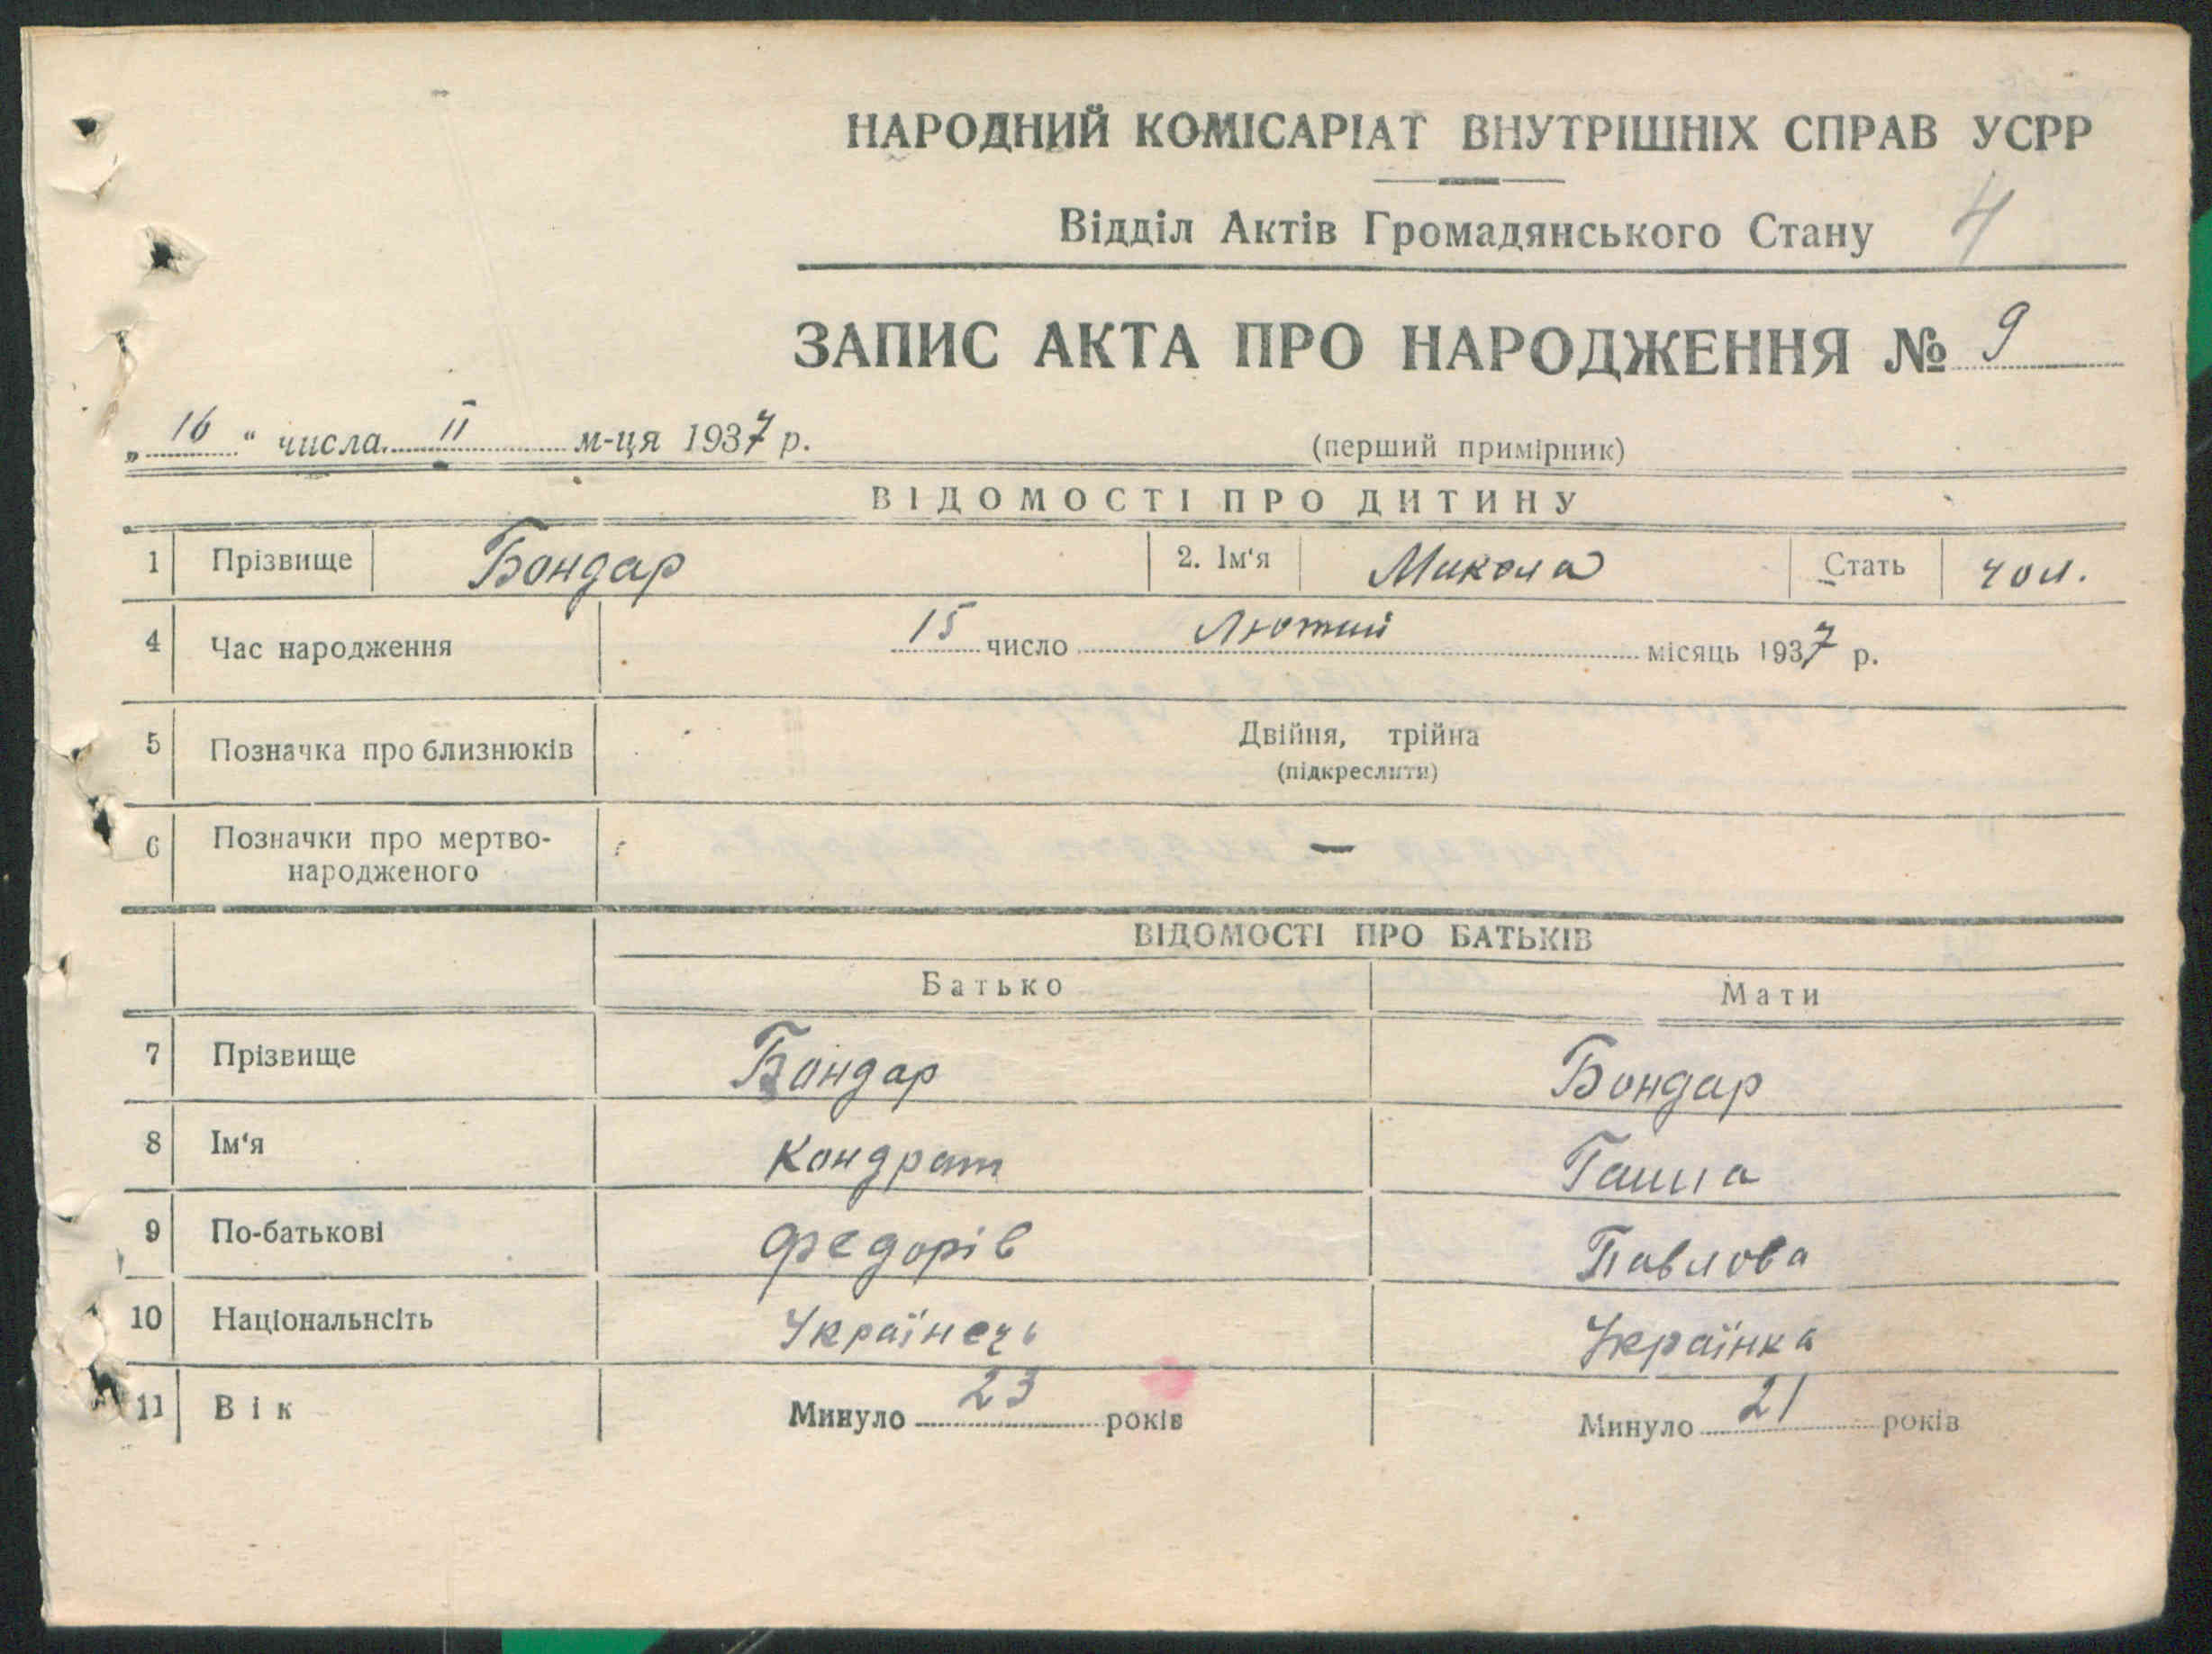 НАРОДНИЙ КОМІСАРІАТ ВНУТРІШНІХ СПРАВ УСРР
Відділ Актів Громадянського Стану 4
ЗАПИС АКТА ПРО НАРОДЖЕННЯ № 9
„16“ числа II м-ця 1937 р.
(перший примірник)
ВІДОМОСТІ ПРО ДИТИНУ
1 Прізвище Бондар 2. Ім'я Микола Стать чол.
4 Час народження 15 число Лютий місяць 1937 р.
5 Позначка про близнюків Двійня, трійна
(підкреслити)
6 Позначки про мертво-
народженого —
ВІДОМОСТІ ПРО БАТЬКІВ
Батько Мати
7 Прізвище Бондар Бондар
8 Ім'я Кондрат Ганна
9 По-батькові Федорів Павлова
10 Національнсіть Українець Українка
11 Вік Минуло 23 років Минуло 21 років